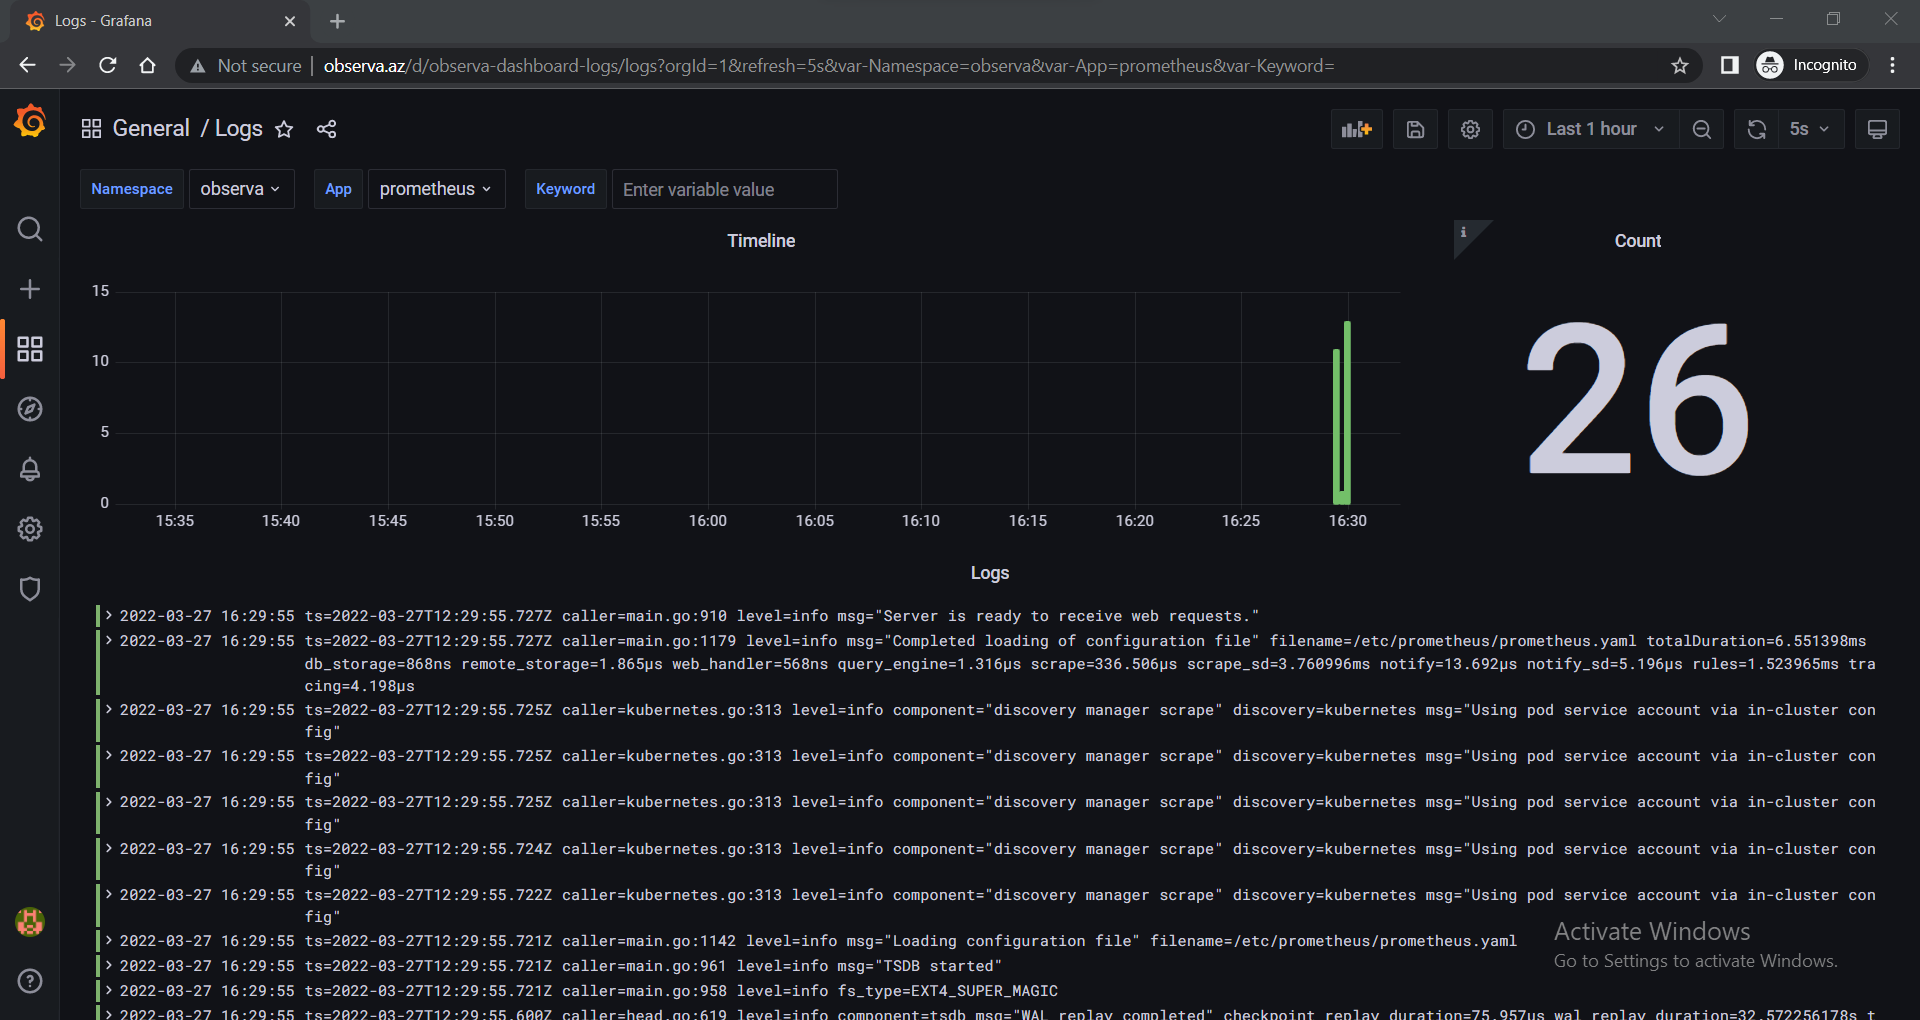 Logs - Grafana
Not secure | observa.az/d/observa-dashboard-logs/logs?orgId=1&refresh=5s&var-Namespace=observa&var-App=prometheus&var-Keyword=
Incognito
General / Logs
Last 1 hour
5s
Namespace observa App prometheus Keyword Enter variable value
Timeline
i
Count
15
10
5
0
15:35 15:40 15:45 15:50 15:55 16:00 16:05 16:10 16:15 16:20 16:25 16:30
26
Logs
2022-03-27 16:29:55 ts=2022-03-27T12:29:55.727Z caller=main.go:910 level=info msg="Server is ready to receive web requests."
2022-03-27 16:29:55 ts=2022-03-27T12:29:55.727Z caller=main.go:1179 level=info msg="Completed loading of configuration file" filename=/etc/prometheus/prometheus.yaml totalDuration=6.551398ms
db_storage=868ns remote_storage=1.865µs web_handler=568ns query_engine=1.316µs scrape=336.506µs scrape_sd=3.760996ms notify=13.692µs notify_sd=5.196µs rules=1.523965ms tra
cing=4.198µs
2022-03-27 16:29:55 ts=2022-03-27T12:29:55.725Z caller=kubernetes.go:313 level=info component="discovery manager scrape" discovery=kubernetes msg="Using pod service account via in-cluster con
fig"
2022-03-27 16:29:55 ts=2022-03-27T12:29:55.725Z caller=kubernetes.go:313 level=info component="discovery manager scrape" discovery=kubernetes msg="Using pod service account via in-cluster con
fig"
2022-03-27 16:29:55 ts=2022-03-27T12:29:55.725Z caller=kubernetes.go:313 level=info component="discovery manager scrape" discovery=kubernetes msg="Using pod service account via in-cluster con
fig"
2022-03-27 16:29:55 ts=2022-03-27T12:29:55.724Z caller=kubernetes.go:313 level=info component="discovery manager scrape" discovery=kubernetes msg="Using pod service account via in-cluster con
fig"
2022-03-27 16:29:55 ts=2022-03-27T12:29:55.722Z caller=kubernetes.go:313 level=info component="discovery manager scrape" discovery=kubernetes msg="Using pod service account via in-cluster con
fig"
2022-03-27 16:29:55 ts=2022-03-27T12:29:55.721Z caller=main.go:1142 level=info msg="Loading configuration file" filename=/etc/prometheus/prometheus.yaml
2022-03-27 16:29:55 ts=2022-03-27T12:29:55.721Z caller=main.go:961 level=info msg="TSDB started"
2022-03-27 16:29:55 ts=2022-03-27T12:29:55.721Z caller=main.go:958 level=info fs_type=EXT4_SUPER_MAGIC
2022-03-27 16:29:55 ts=2022-03-27T12:29:55.600Z caller=head.go:619 level=info component=tsdb msg="WAL replay completed" checkpoint_replay_duration=75.957µs wal_replay_duration=32.572256178s t
Activate Windows
Go to Settings to activate Windows.